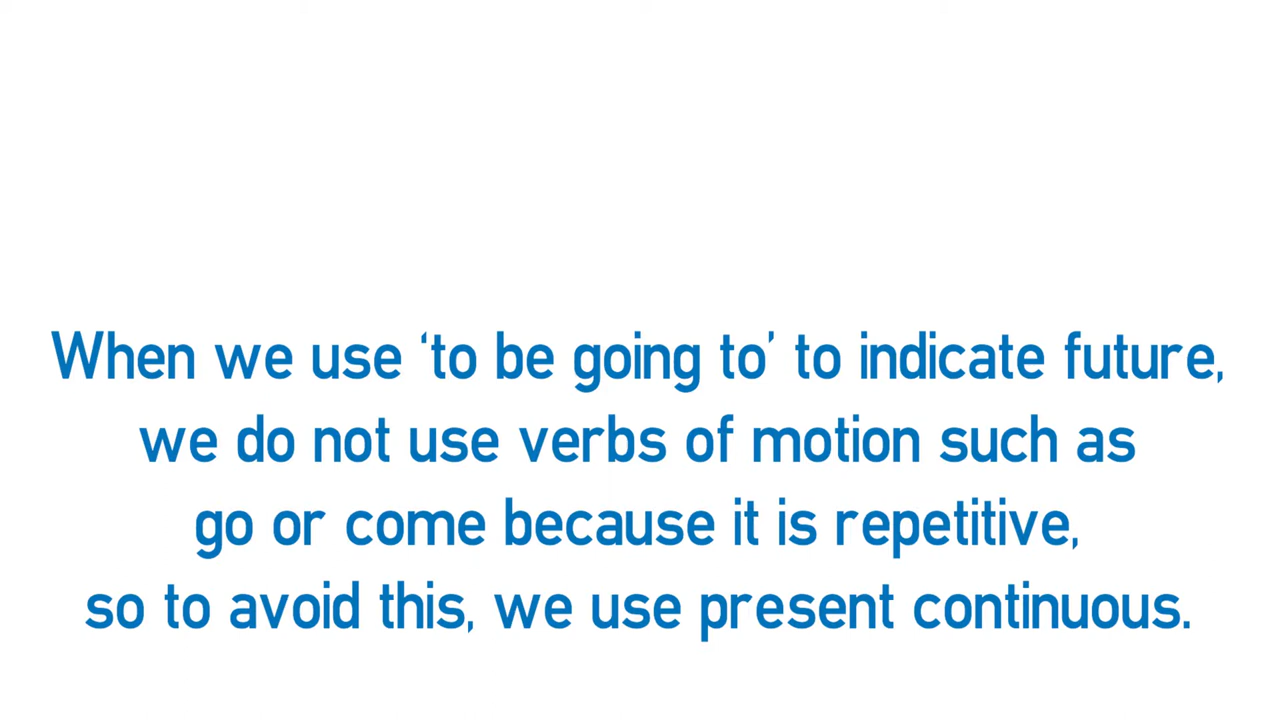 When we use ‘to be going to’ to indicate future,
we do not use verbs of motion such as
go or come because it is repetitive,
so to avoid this, we use present continuous.